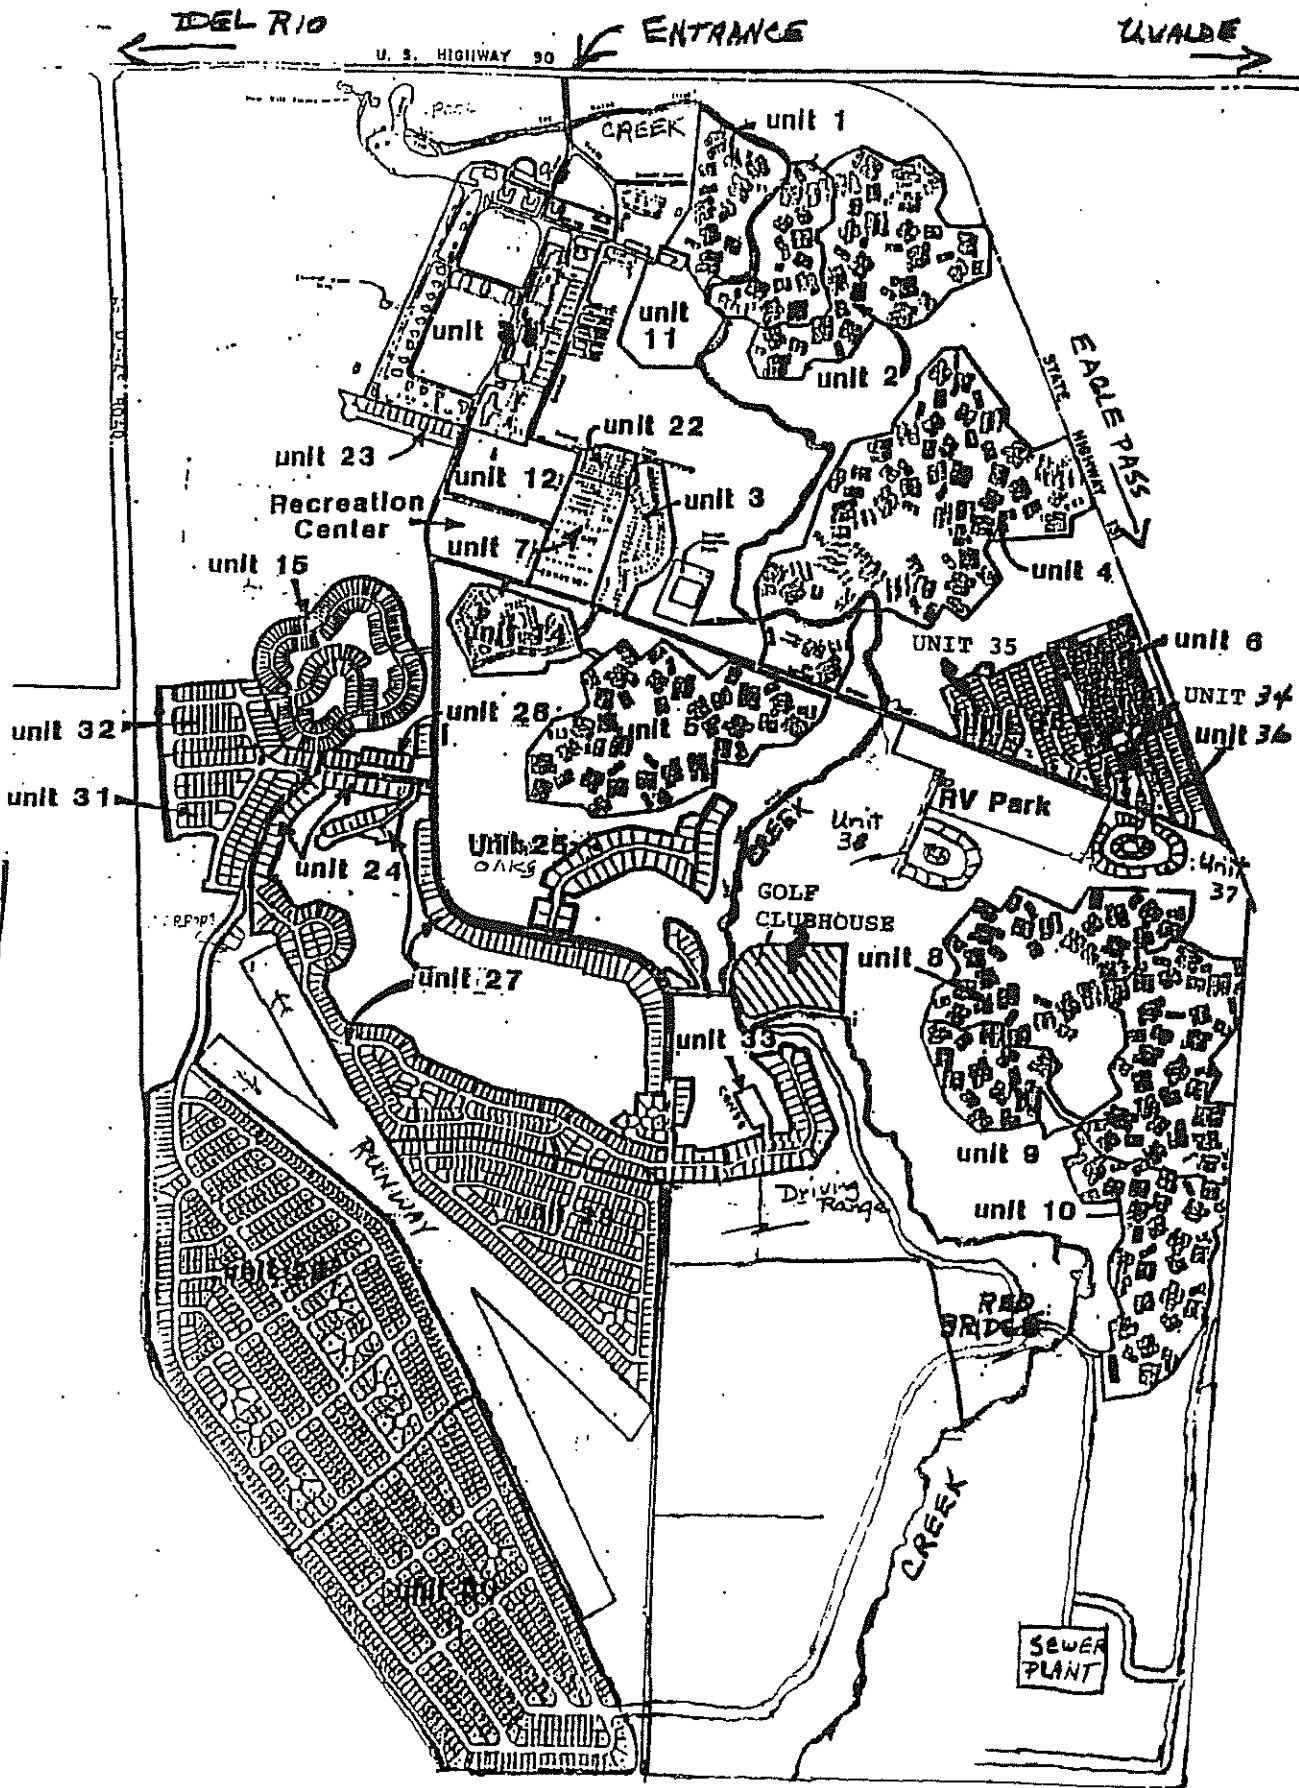 DEL RIO
ENTRANCE
UVALDE
U. S. HIGHWAY 90
POOL
CREEK
unit 1
unit
unit 11
unit 2
EAGLE PASS
STATE HIGHWAY
unit 22
unit 23
unit 12
unit 3
Recreation Center
unit 7
unit 15
unit 4
unit 14
UNIT 35
unit 6
UNIT 34
unit 36
unit 32
unit 26
unit 5
unit 31
RV Park
CREEK
Unit 38
unit 24
unit 25
OAKS
Unit 37
GOLF CLUBHOUSE
unit 8
unit 27
unit 33
RUNWAY
unit 9
Driving Range
unit 10
RED BRIDGE
CREEK
SEWER PLANT